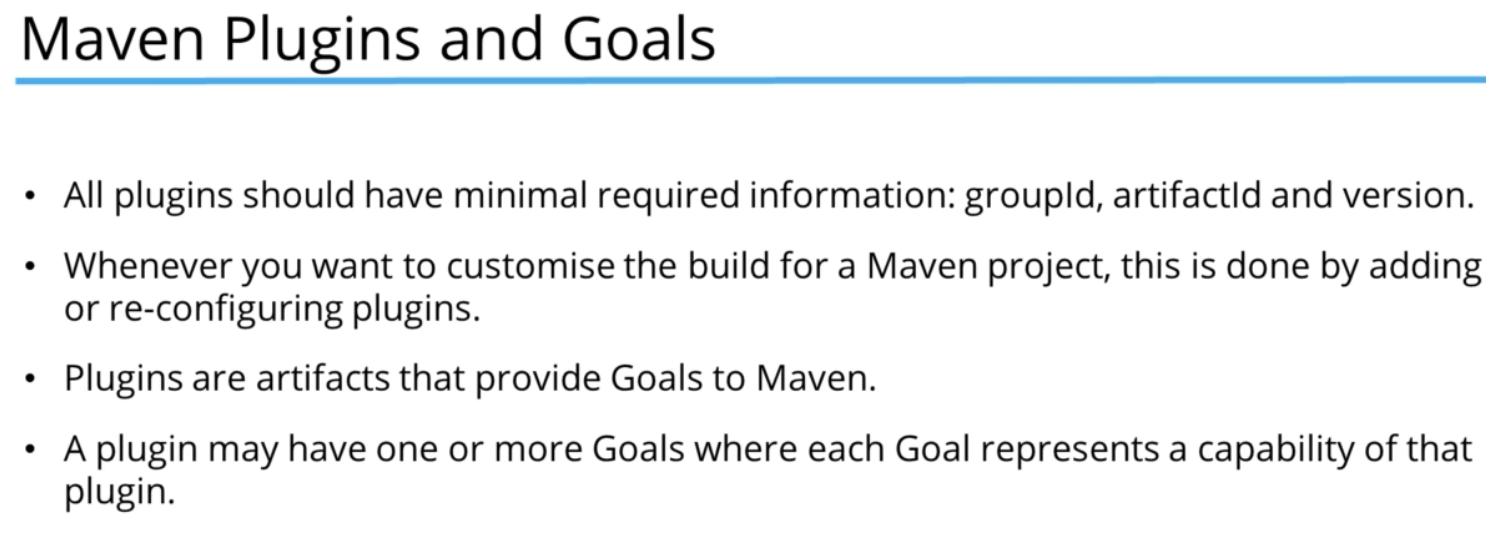 Maven Plugins and Goals
• All plugins should have minimal required information: groupId, artifactId and version.
• Whenever you want to customise the build for a Maven project, this is done by adding
or re-configuring plugins.
• Plugins are artifacts that provide Goals to Maven.
• A plugin may have one or more Goals where each Goal represents a capability of that
plugin.